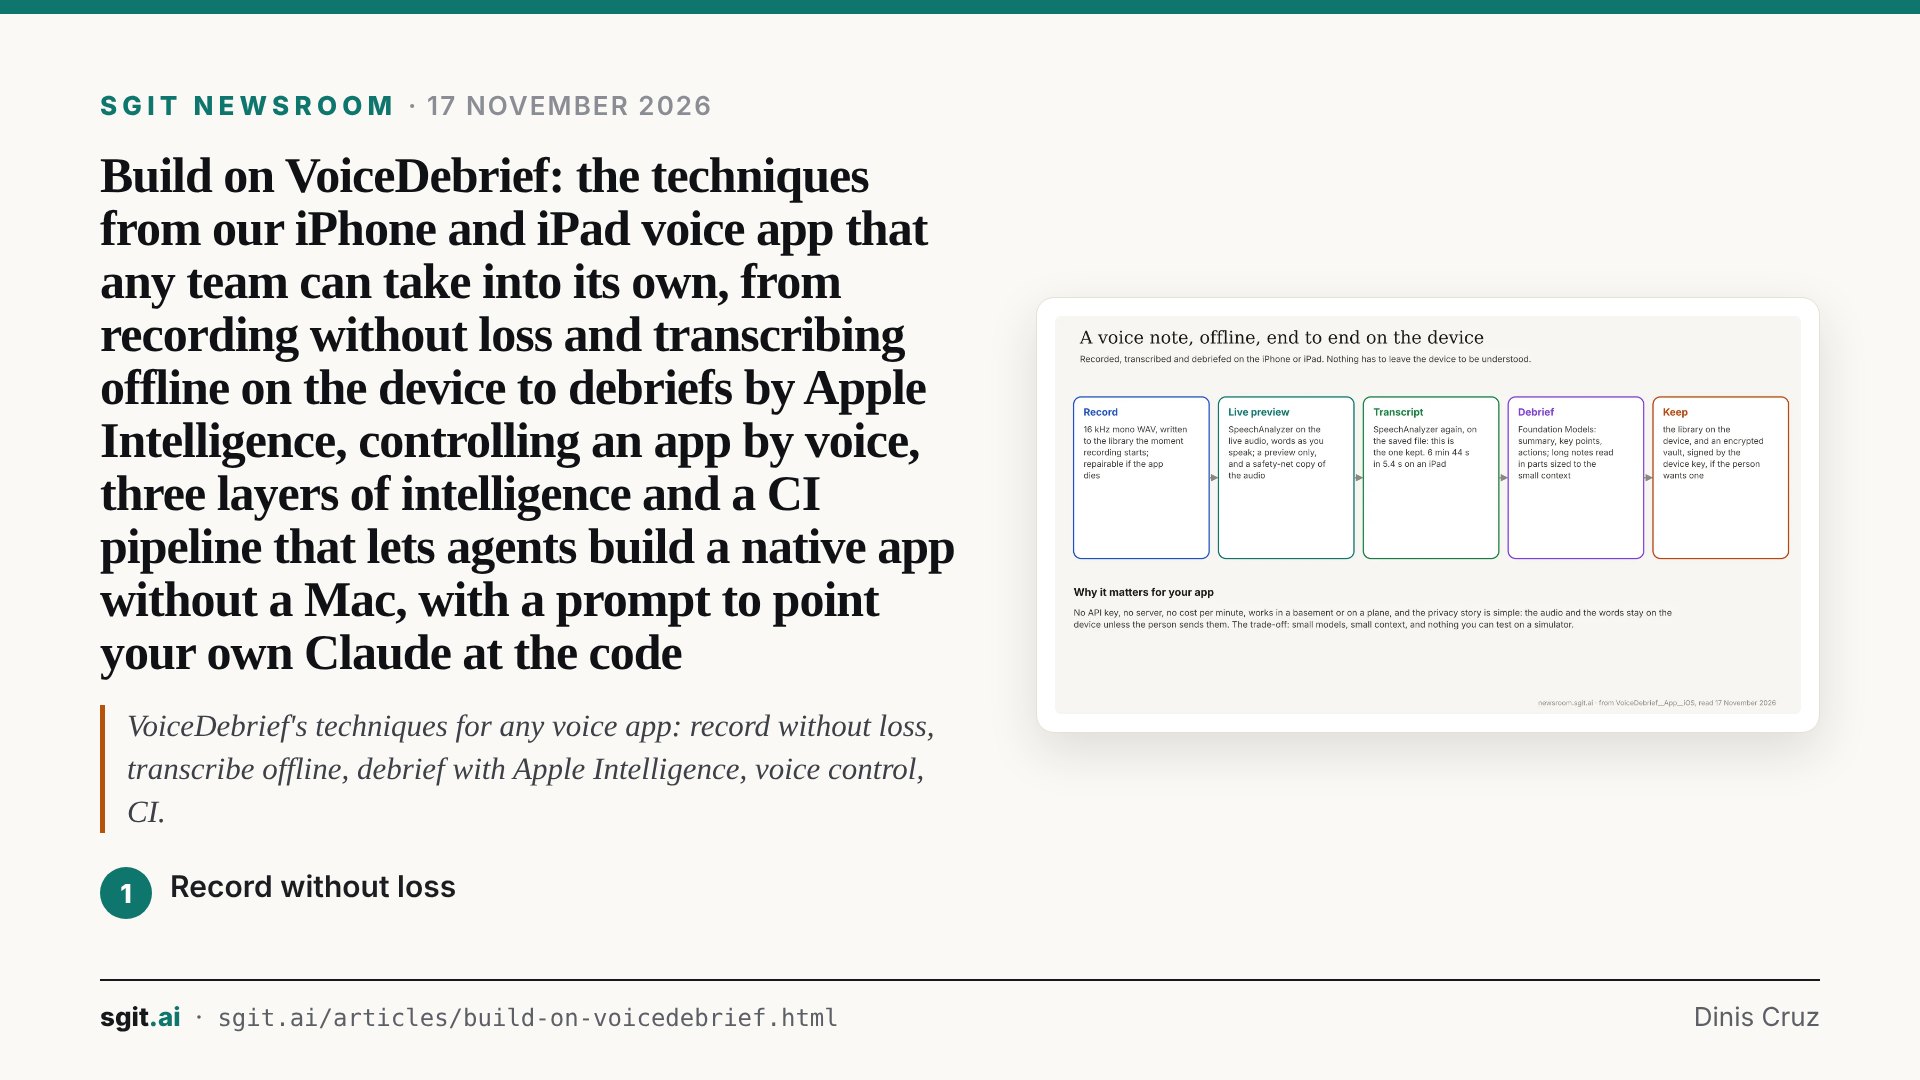 SGIT NEWSROOM · 17 NOVEMBER 2026
Build on VoiceDebrief: the techniques
from our iPhone and iPad voice app that
any team can take into its own, from
recording without loss and transcribing
offline on the device to debriefs by Apple
Intelligence, controlling an app by voice,
three layers of intelligence and a CI
pipeline that lets agents build a native app
without a Mac, with a prompt to point
your own Claude at the code
VoiceDebrief's techniques for any voice app: record without loss,
transcribe offline, debrief with Apple Intelligence, voice control,
CI.
1 Record without loss
A voice note, offline, end to end on the device
Recorded, transcribed and debriefed on the iPhone or iPad. Nothing has to leave the device to be understood.
Record
16 kHz mono WAV, written
to the library the moment
recording starts;
repairable if the app
dies
Live preview
SpeechAnalyzer on the
live audio, words as you
speak; a preview only,
and a safety-net copy of
the audio
Transcript
SpeechAnalyzer again, on
the saved file: this is
the one kept. 6 min 44 s
in 5.4 s on an iPad
Debrief
Foundation Models:
summary, key points,
actions; long notes read
in parts sized to the
small context
Keep
the library on the
device, and an encrypted
vault, signed by the
device key, if the person
wants one
Why it matters for your app
No API key, no server, no cost per minute, works in a basement or on a plane, and the privacy story is simple: the audio and the words stay on the
device unless the person sends them. The trade-off: small models, small context, and nothing you can test on a simulator.
newsroom.sgit.ai · from VoiceDebrief__App__iOS, read 17 November 2026
sgit.ai · sgit.ai/articles/build-on-voicedebrief.html
Dinis Cruz